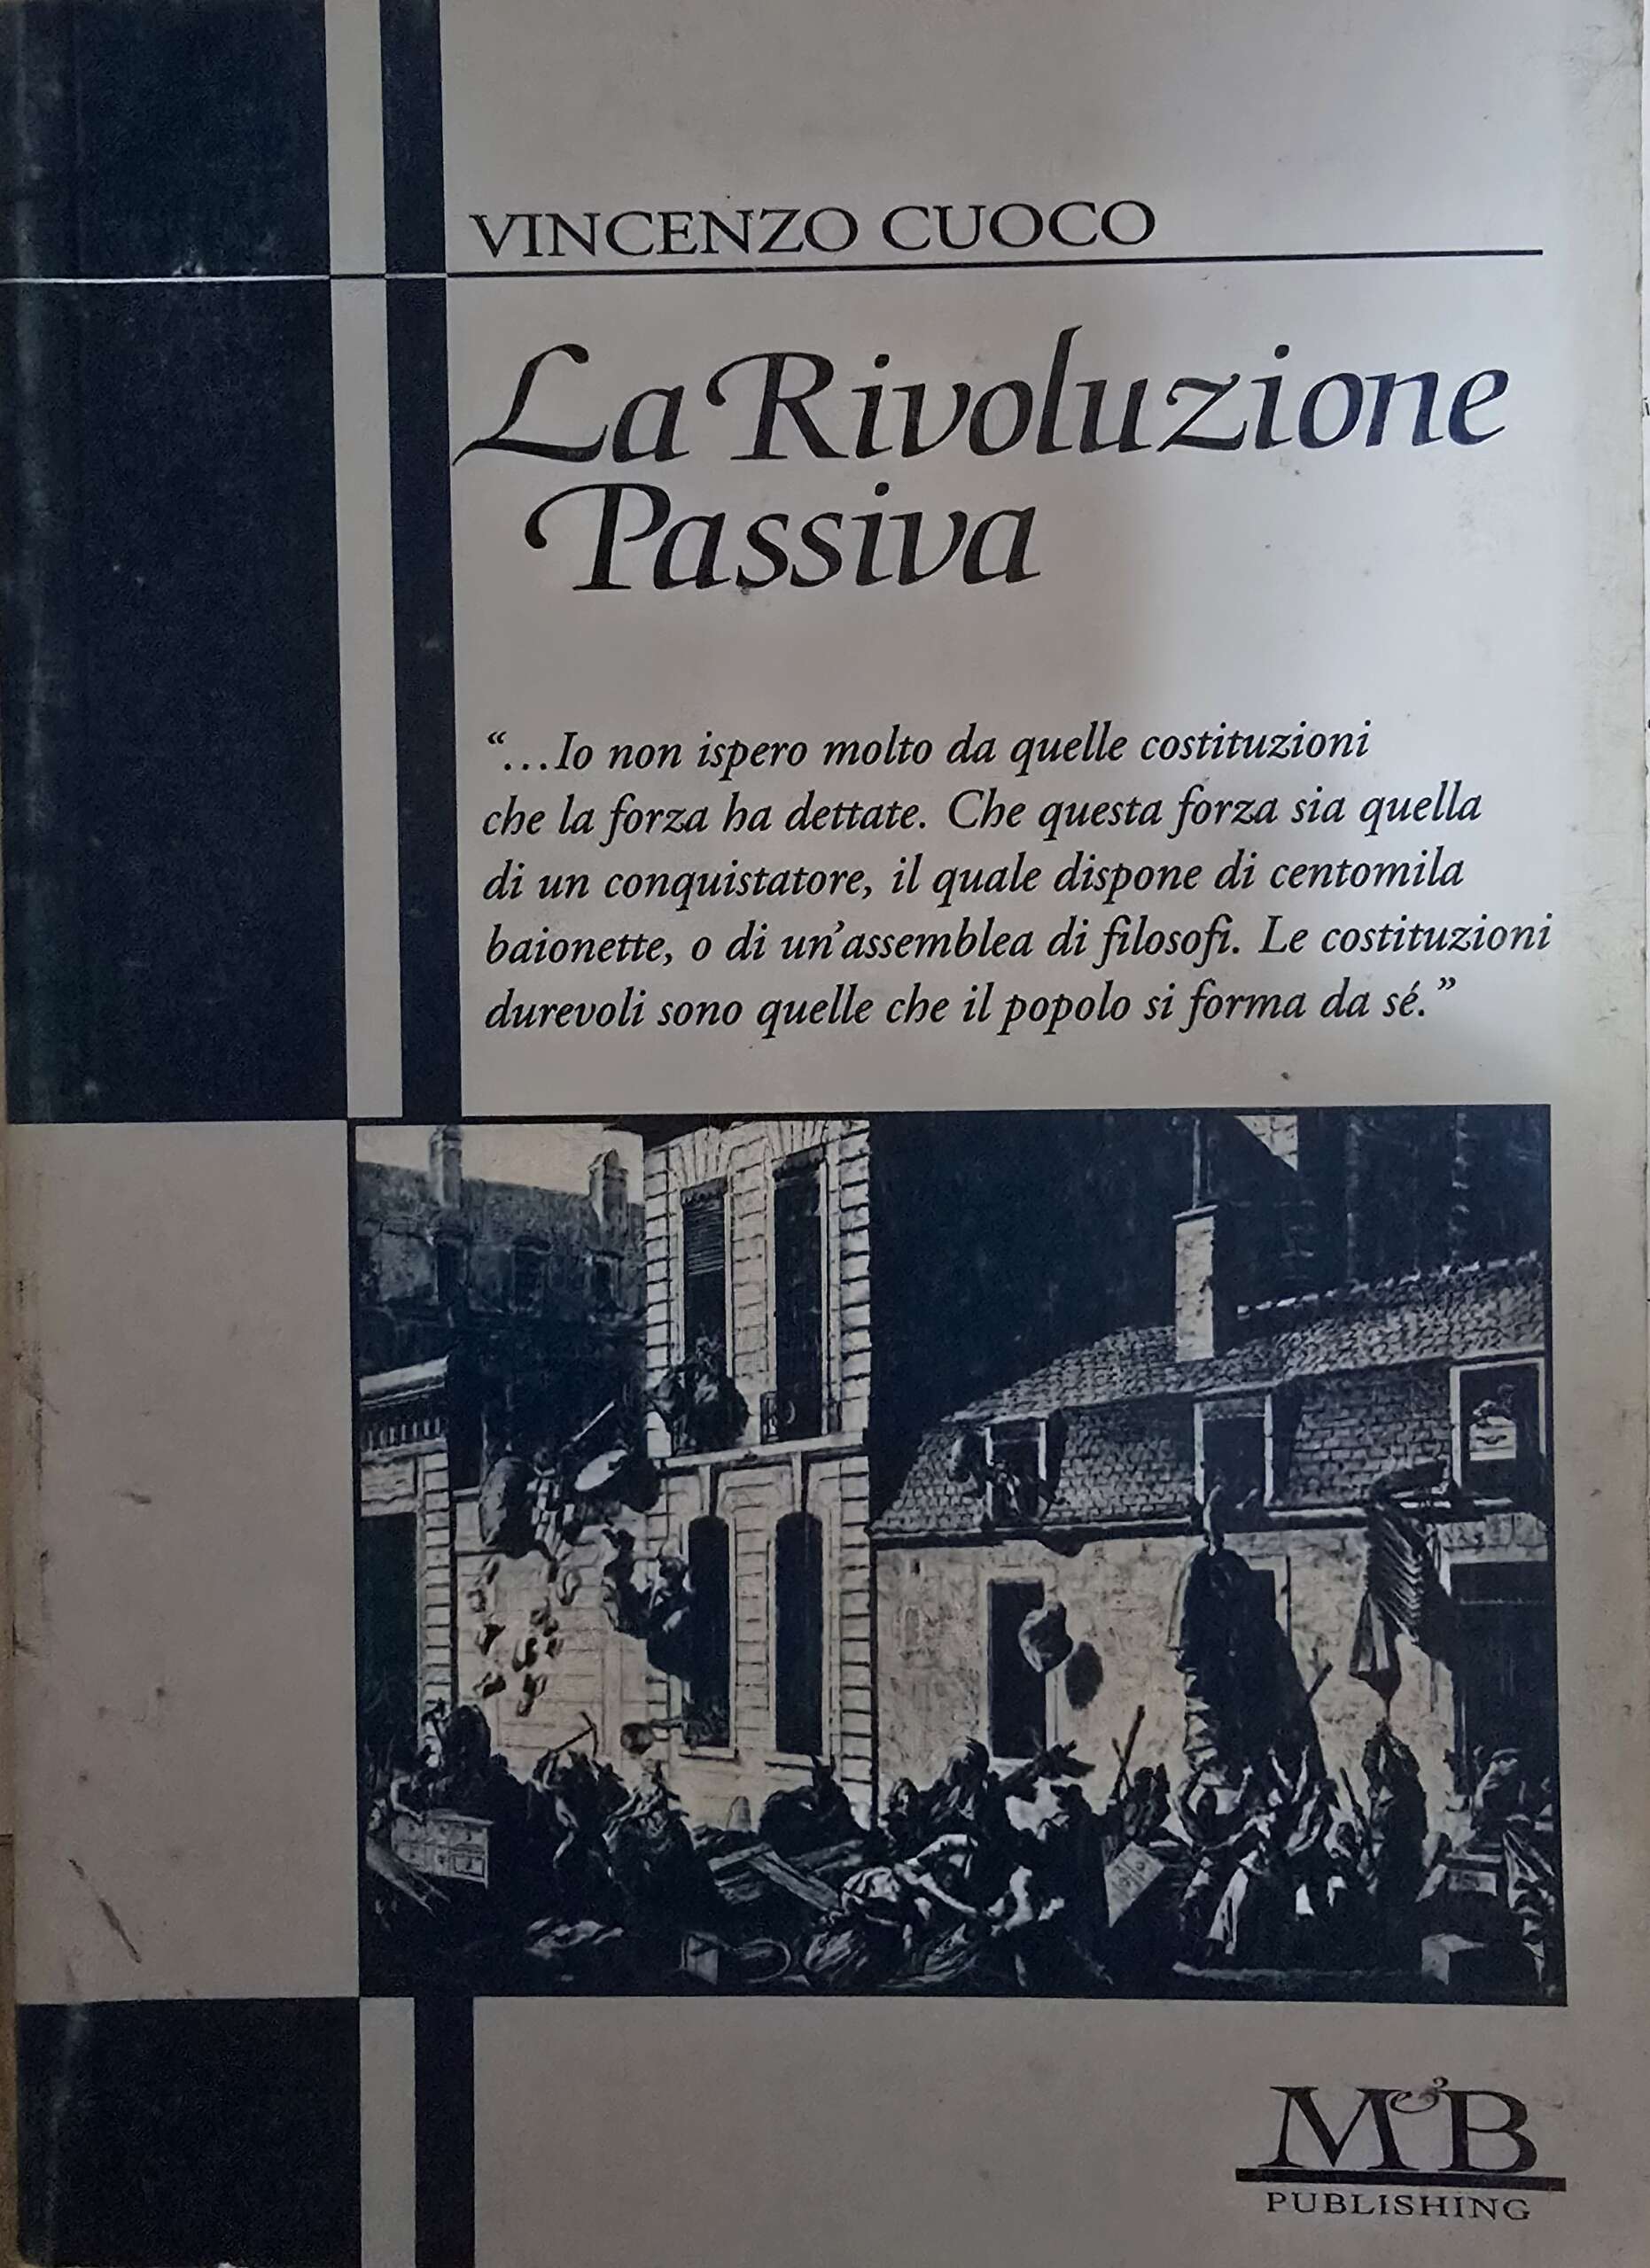 VINCENZO CUOCO
La Rivoluzione
Passiva
“...Io non ispero molto da quelle costituzioni
che la forza ha dettate. Che questa forza sia quella
di un conquistatore, il quale dispone di centomila
baionette, o di un’assemblea di filosofi. Le costituzioni
durevoli sono quelle che il popolo si forma da sé.”
M&B
PUBLISHING